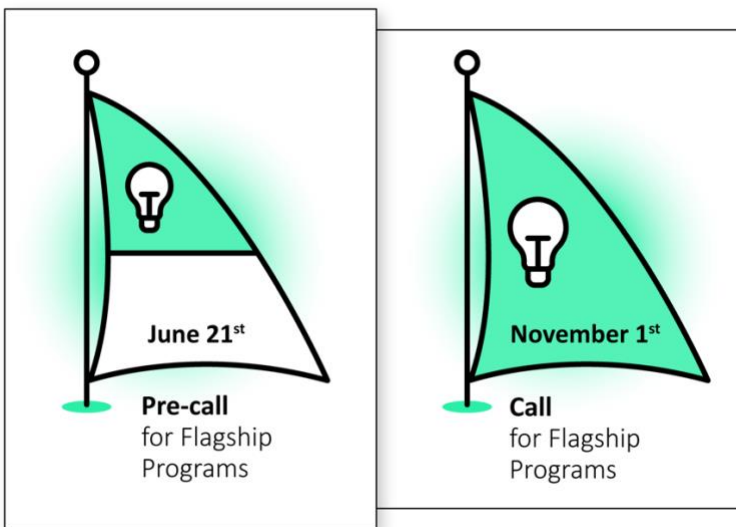 June 21st
Pre-call
for Flagship
Programs
November 1st
Call
for Flagship
Programs